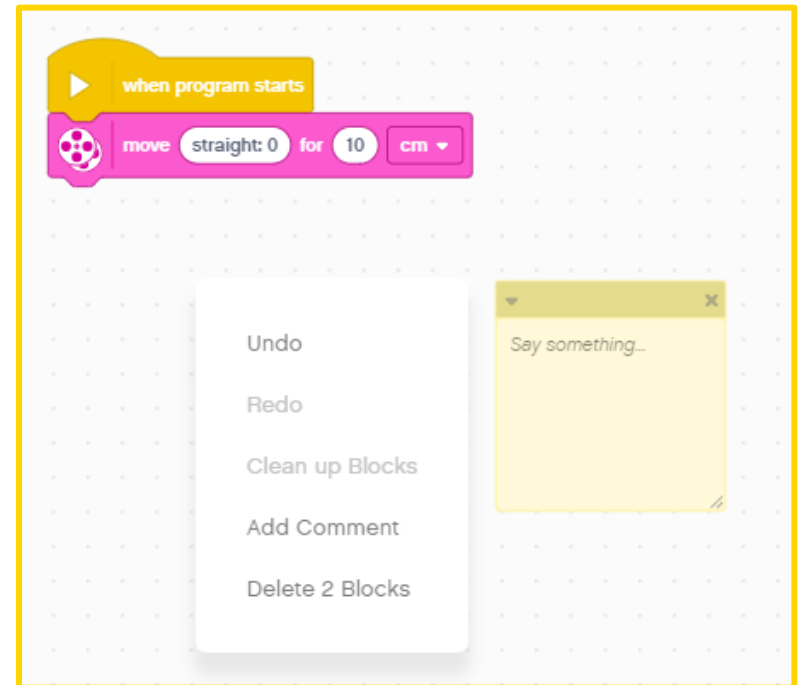 when program starts
move straight: 0 for 10 cm
Undo
Redo
Clean up Blocks
Add Comment
Delete 2 Blocks
Say something...